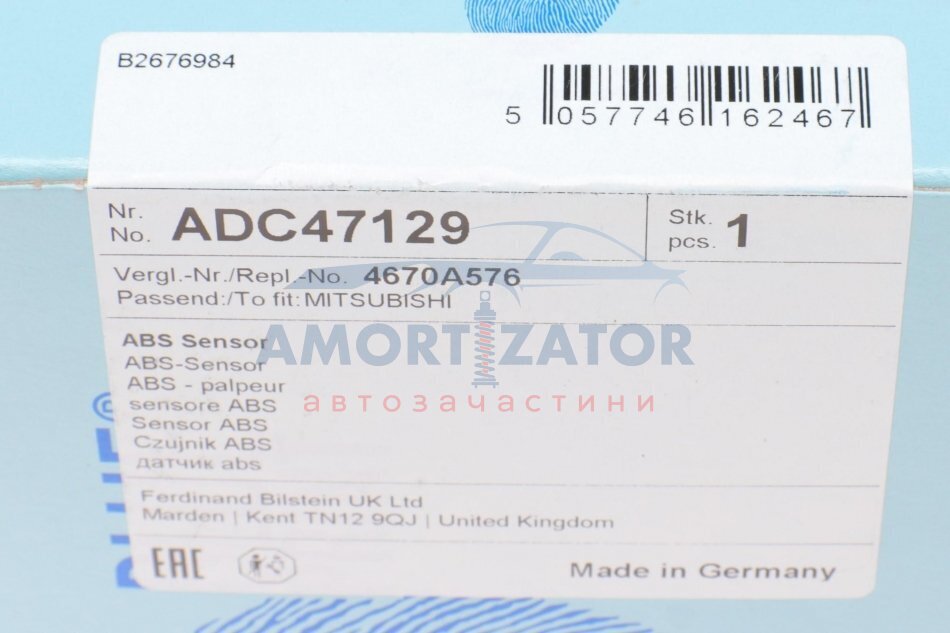 B2676984
5 057746 162467
Nr.
No. ADC47129
Stk.
pcs. 1
Vergl.-Nr./Repl.-No. 4670A576
Passend:/To fit: MITSUBISHI
ABS Sensor
ABS-Sensor
ABS - palpeur
sensore ABS
Sensor ABS
Czujnik ABS
датчик abs
AMORTIZATOR
автозачастини
Ferdinand Bilstein UK Ltd
Marden | Kent TN12 9QJ | United Kingdom
EAC
Made in Germany